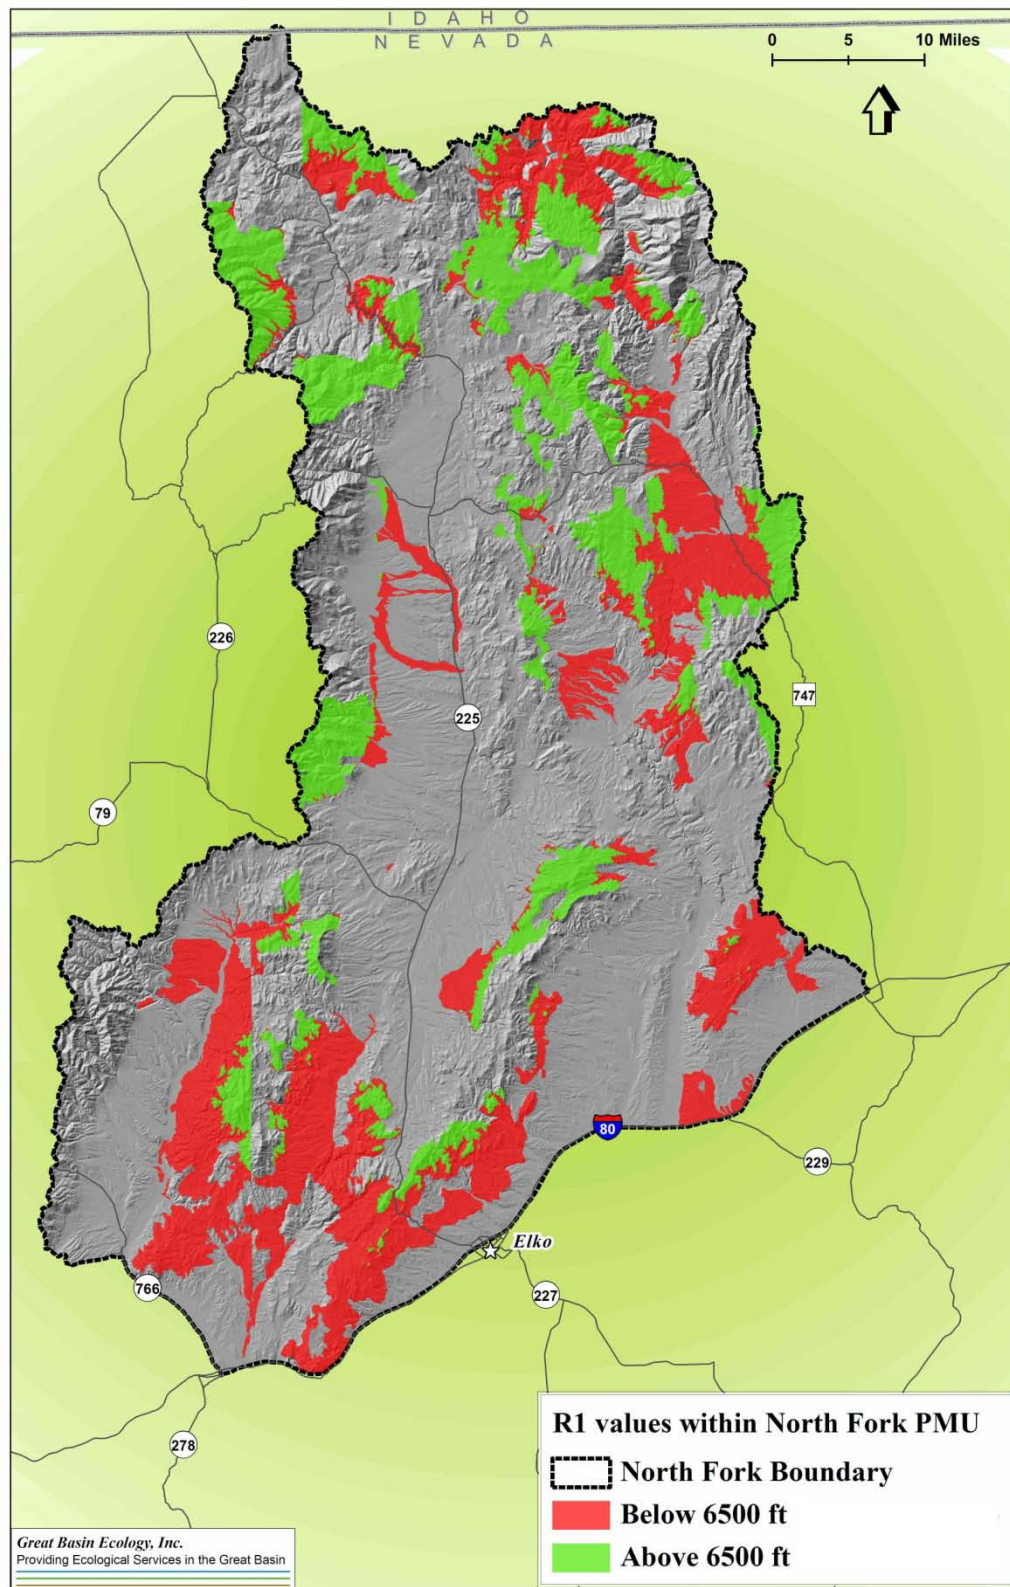 I D A H O
N E V A D A
0 5 10 Miles
226
747
225
79
80
229
Elko
766
227
278
R1 values within North Fork PMU
North Fork Boundary
Below 6500 ft
Above 6500 ft
Great Basin Ecology, Inc.
Providing Ecological Services in the Great Basin